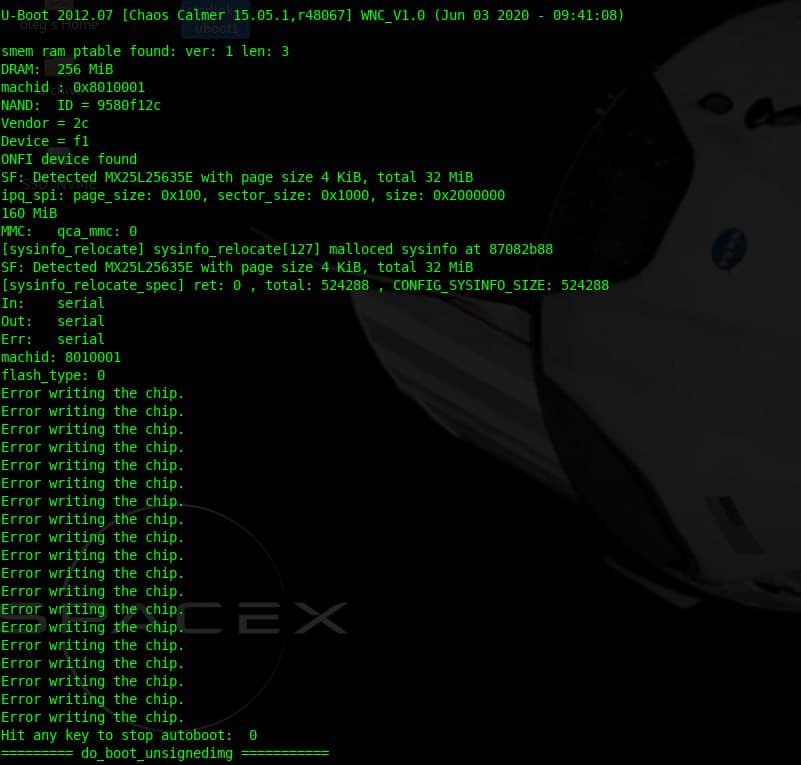 U-Boot 2012.07 [Chaos Calmer 15.05.1,r48067] WNC_V1.0 (Jun 03 2020 - 09:41:08)
oleg's Home
uboot1
smem ram ptable found: ver: 1 len: 3
DRAM:  256 MiB
machid : 0x8010001
NAND:  ID = 9580f12c
Vendor = 2c
Device = f1
ONFI device found
SF: Detected MX25L25635E with page size 4 KiB, total 32 MiB
ipq_spi: page_size: 0x100, sector_size: 0x1000, size: 0x2000000
160 MiB
MMC:   qca_mmc: 0
[sysinfo_relocate] sysinfo_relocate[127] malloced sysinfo at 87082b88
SF: Detected MX25L25635E with page size 4 KiB, total 32 MiB
[sysinfo_relocate_spec] ret: 0 , total: 524288 , CONFIG_SYSINFO_SIZE: 524288
In:    serial
Out:   serial
Err:   serial
machid: 8010001
flash_type: 0
Error writing the chip.
Error writing the chip.
Error writing the chip.
Error writing the chip.
Error writing the chip.
Error writing the chip.
Error writing the chip.
Error writing the chip.
Error writing the chip.
Error writing the chip.
Error writing the chip.
Error writing the chip.
Error writing the chip.
SPACEX
Error writing the chip.
Error writing the chip.
Error writing the chip.
Error writing the chip.
Error writing the chip.
Error writing the chip.
Hit any key to stop autoboot:  0
========= do_boot_unsignedimg ===========